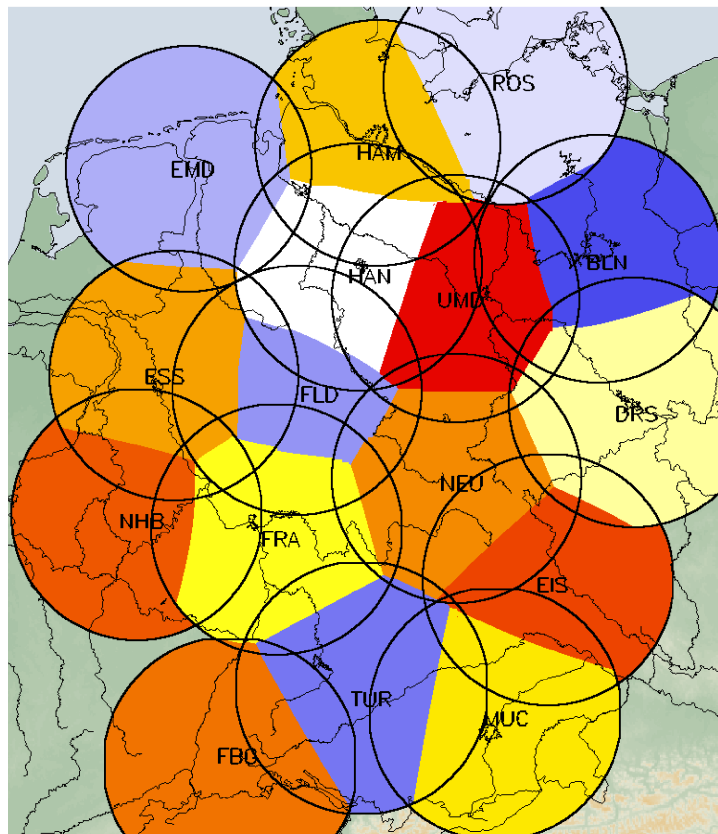 ROS
HAM
EMD
BLN
HAN
UMD
ESS
FLD
DRS
NEU
NHB
FRA
EIS
TUR
MUC
FBG